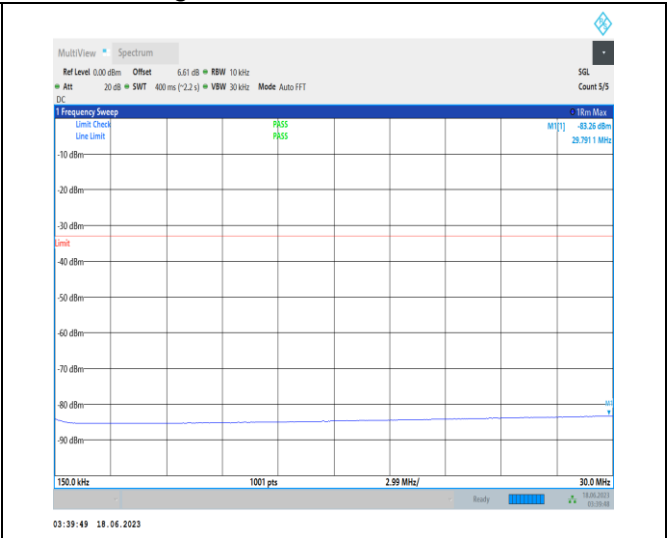 MultiView Spectrum
Ref Level 0.00 dBm Offset 6.61 dB RBW 10 kHz SGL
Att 20 dB SWT 400 ms (~2.2 s) VBW 30 kHz Mode Auto FFT Count 5/5
DC
1 Frequency Sweep 1Rm Max
Limit Check PASS M1[1] -83.26 dBm
Line Limit PASS 29.791 1 MHz
-10 dBm
-20 dBm
-30 dBm
Limit
-40 dBm
-50 dBm
-60 dBm
-70 dBm
-80 dBm
M1
-90 dBm
150.0 kHz 1001 pts 2.99 MHz/ 30.0 MHz
Ready 18.06.2023
03:39:48
03:39:49 18.06.2023